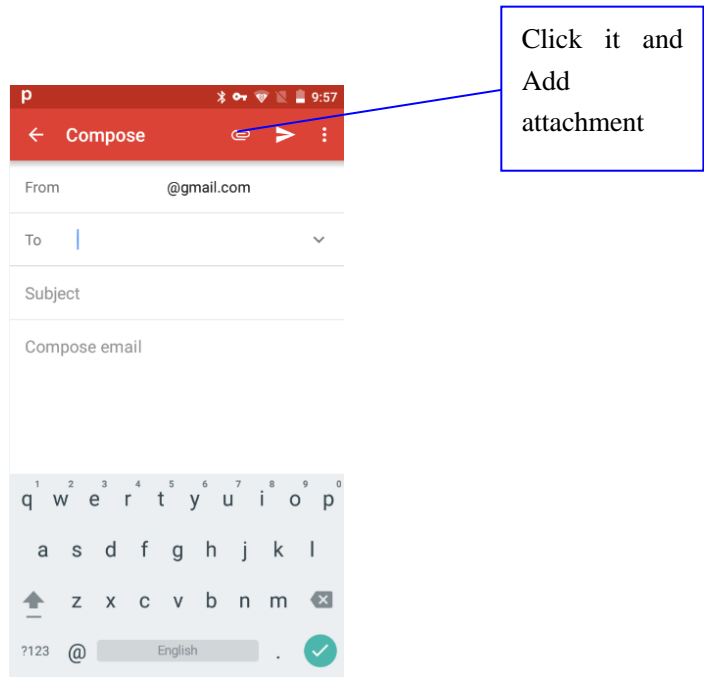 Click it and
Add
attachment
p 9:57
Compose
From @gmail.com
To
Subject
Compose email
1 2 3 4 5 6 7 8 9 0
q w e r t y u i o p
a s d f g h j k l
z x c v b n m
?123 @ English .